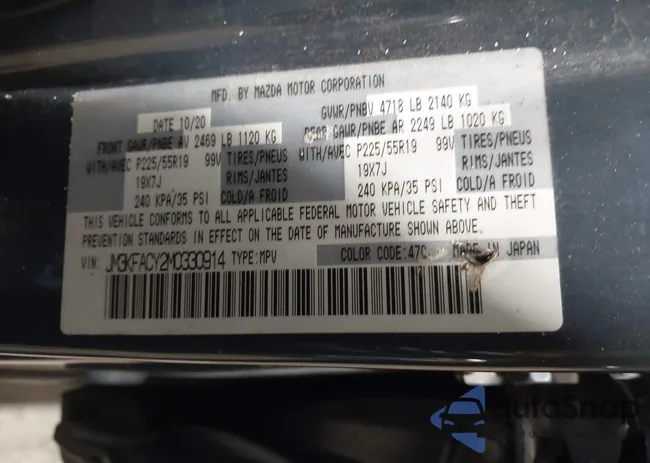 MFD. BY MAZDA MOTOR CORPORATION
DATE 10/20
GVWR/PNBV 4718 LB 2140 KG
FRONT GAWR/PNBE AV 2469 LB 1120 KG
REAR GAWR/PNBE AR 2249 LB 1020 KG
WITH/AVEC P225/55R19 99V TIRES/PNEUS
19X7J RIMS/JANTES
240 KPA/35 PSI COLD/A FROID
WITH/AVEC P225/55R19 99V TIRES/PNEUS
19X7J RIMS/JANTES
240 KPA/35 PSI COLD/A FROID
THIS VEHICLE CONFORMS TO ALL APPLICABLE FEDERAL MOTOR VEHICLE SAFETY AND THEFT
PREVENTION STANDARDS IN EFFECT ON THE DATE OF MANUFACTURE SHOWN ABOVE.
VIN: JM3KFACY2M0330914 TYPE:MPV
COLOR CODE:47C MADE IN JAPAN
AutoSnap